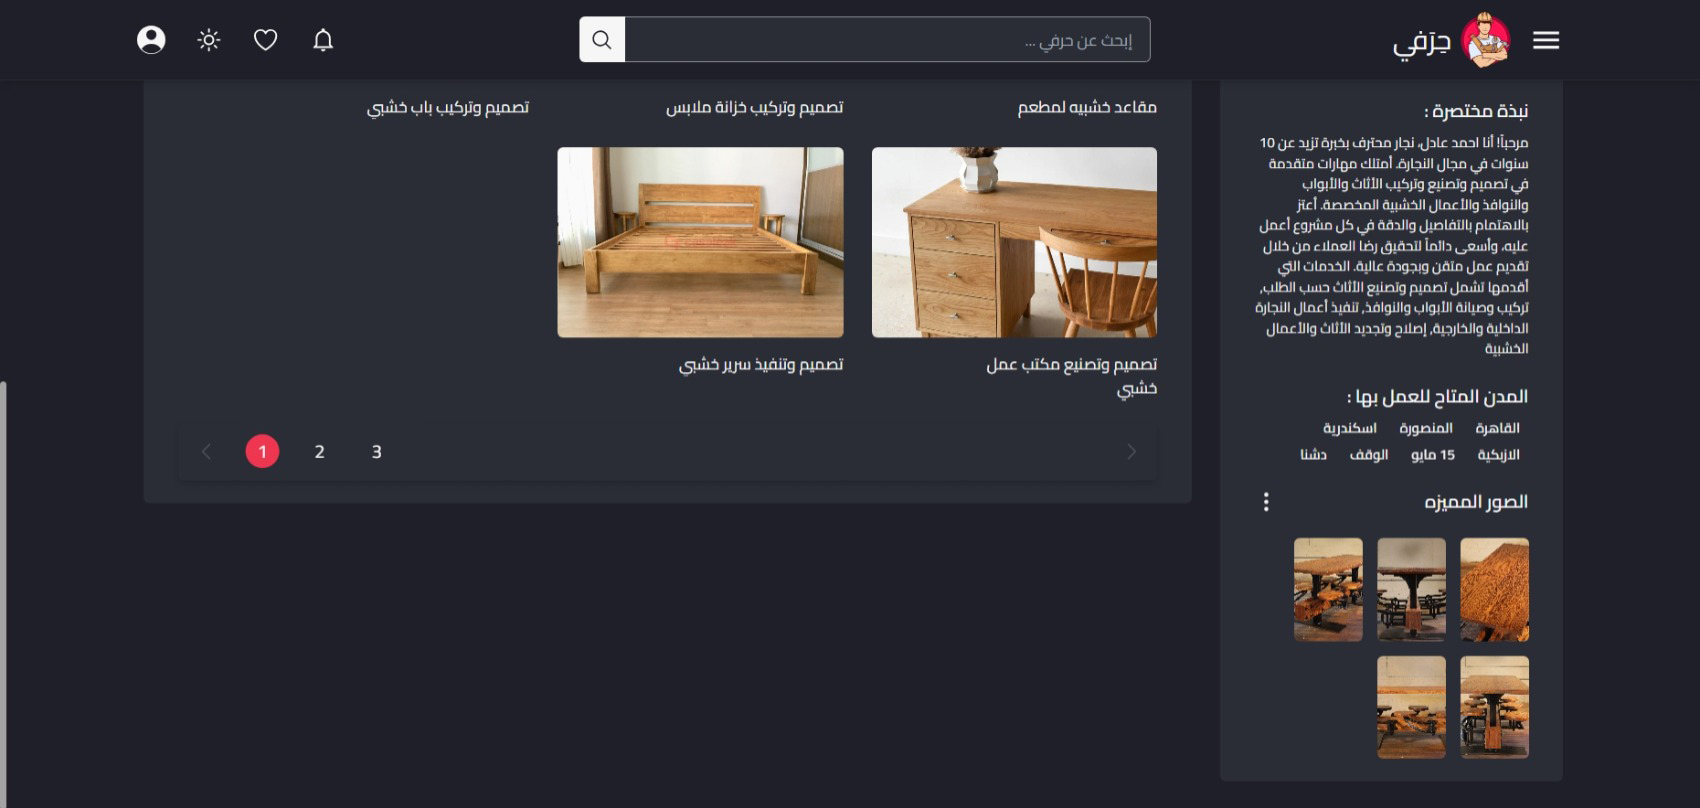 حِرَفي
إبحث عن حرفي ...
نبذة مختصرة :
مرحباً! أنا احمد عادل، نجار محترف بخبرة تزيد عن 10
سنوات في مجال النجارة. أمتلك مهارات متقدمة
في تصميم وتصنيع وتركيب الأثاث والأبواب
والنوافذ والأعمال الخشبية المخصصة. أعتز
بالاهتمام بالتفاصيل والدقة في كل مشروع أعمل
عليه، وأسعى دائماً لتحقيق رضا العملاء من خلال
تقديم عمل متقن وبجودة عالية. الخدمات التي
أقدمها تشمل تصميم وتصنيع الأثاث حسب الطلب,
تركيب وصيانة الأبواب والنوافذ, تنفيذ أعمال النجارة
الداخلية والخارجية, إصلاح وتجديد الأثاث والأعمال
الخشبية
المدن المتاح للعمل بها :
القاهرة المنصورة اسكندرية
الازبكية 15 مايو الوقف دشنا
الصور المميزه
مقاعد خشبيه لمطعم
تصميم وتركيب خزانة ملابس
تصميم وتركيب باب خشبي
تصميم وتصنيع مكتب عمل
خشبي
تصميم وتنفيذ سرير خشبي
1 2 3